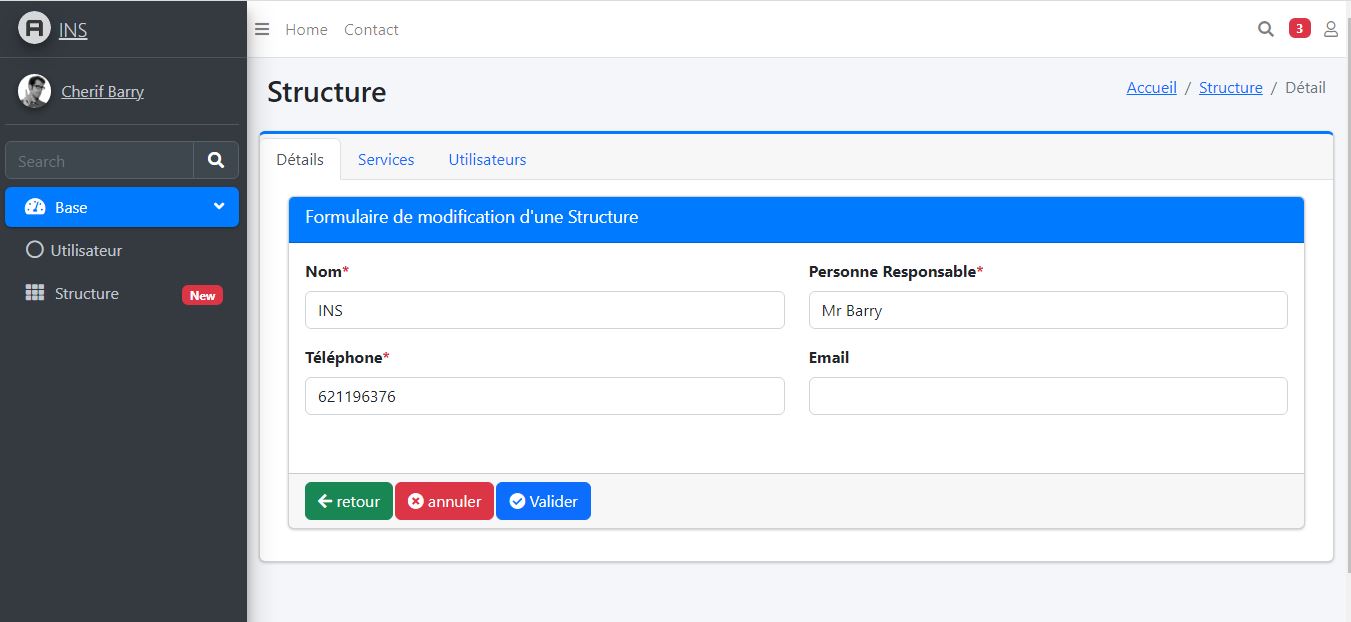 INS
Home Contact
3
Cherif Barry
Structure
Accueil / Structure / Détail
Search
Détails Services Utilisateurs
Base
Utilisateur
Structure New
Formulaire de modification d'une Structure
Nom* Personne Responsable*
INS Mr Barry
Téléphone* Email
621196376
retour annuler Valider